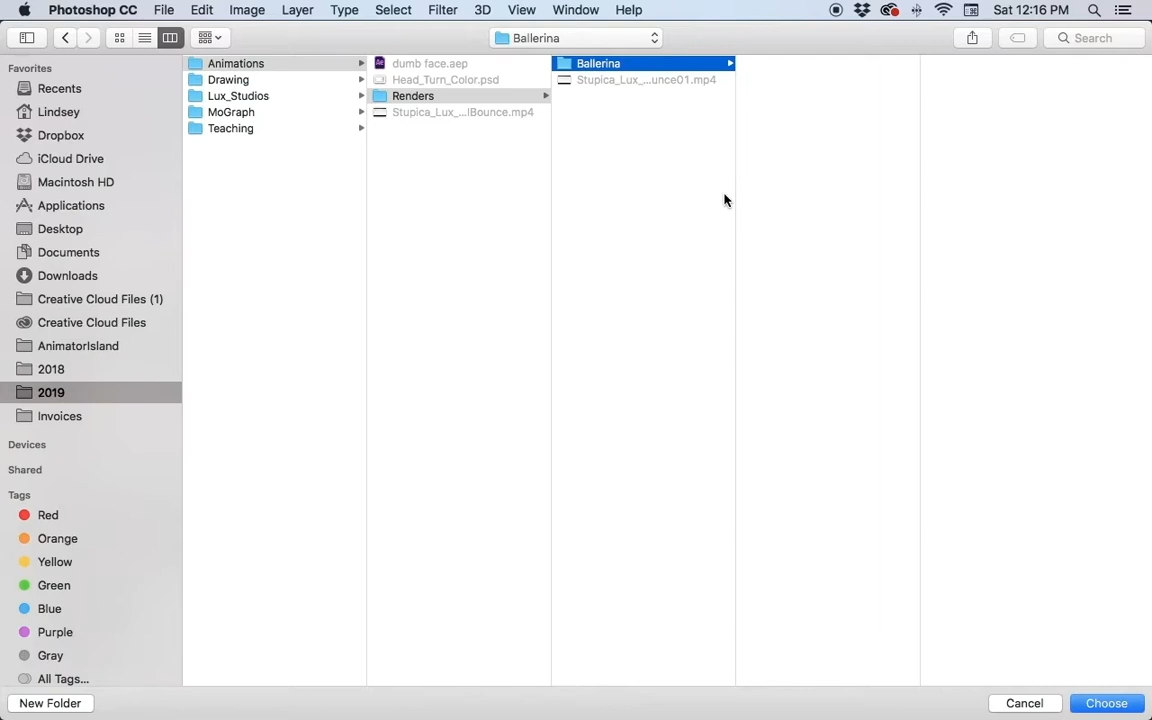 Photoshop CC File Edit Image Layer Type Select Filter 3D View Window Help Sat 12:16 PM
Ballerina Search
Favorites
Recents
Lindsey
Dropbox
iCloud Drive
Macintosh HD
Applications
Desktop
Documents
Downloads
Creative Cloud Files (1)
Creative Cloud Files
AnimatorIsland
2018
2019
Invoices
Devices
Shared
Tags
Red
Orange
Yellow
Green
Blue
Purple
Gray
All Tags...
Animations
Drawing
Lux_Studios
MoGraph
Teaching
dumb face.aep
Head_Turn_Color.psd
Renders
Stupica_Lux_...lBounce.mp4
Ballerina
Stupica_Lux_...unce01.mp4
New Folder Cancel Choose